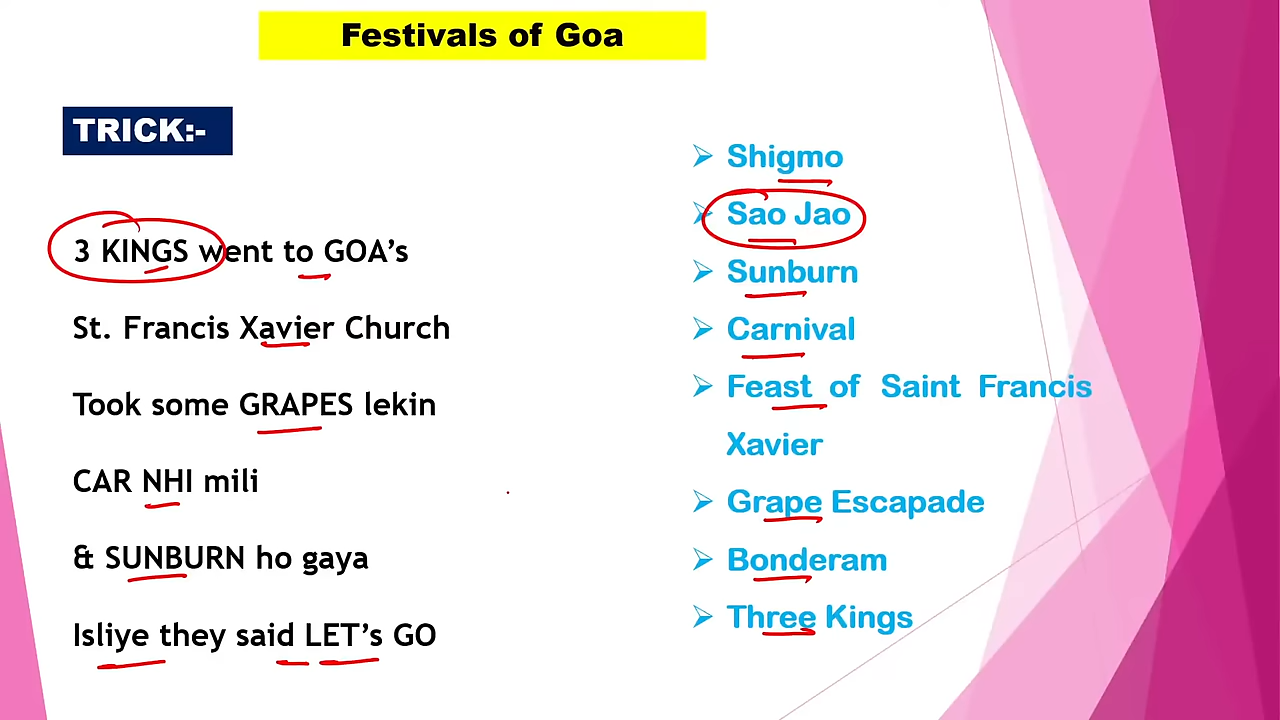 Festivals of Goa
TRICK:-
3 KINGS went to GOA’s
St. Francis Xavier Church
Took some GRAPES lekin
CAR NHI mili
& SUNBURN ho gaya
Isliye they said LET’s GO
Shigmo
Sao Jao
Sunburn
Carnival
Feast of Saint Francis
Xavier
Grape Escapade
Bonderam
Three Kings